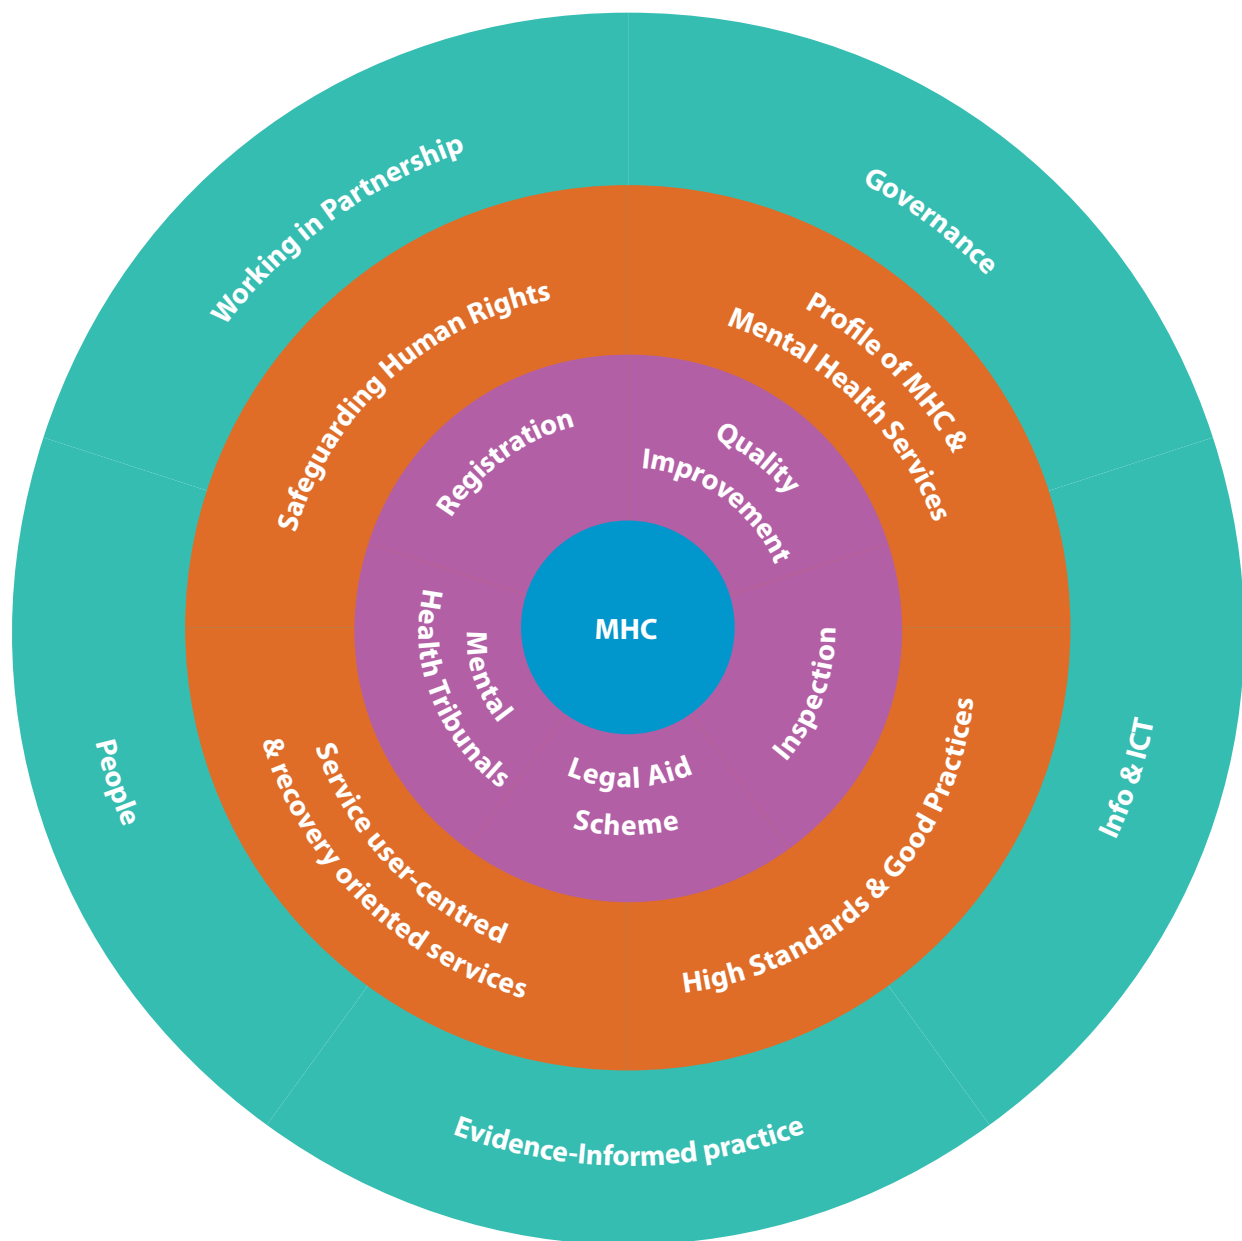 Working in Partnership
Governance
Safeguarding Human Rights
Profile of MHC &
Mental Health Services
Registration
Quality
Improvement
MHC
Mental
Health Tribunals
Inspection
Legal Aid
Scheme
People
Info & ICT
Service user-centred
& recovery oriented services
High Standards & Good Practices
Evidence-Informed practice